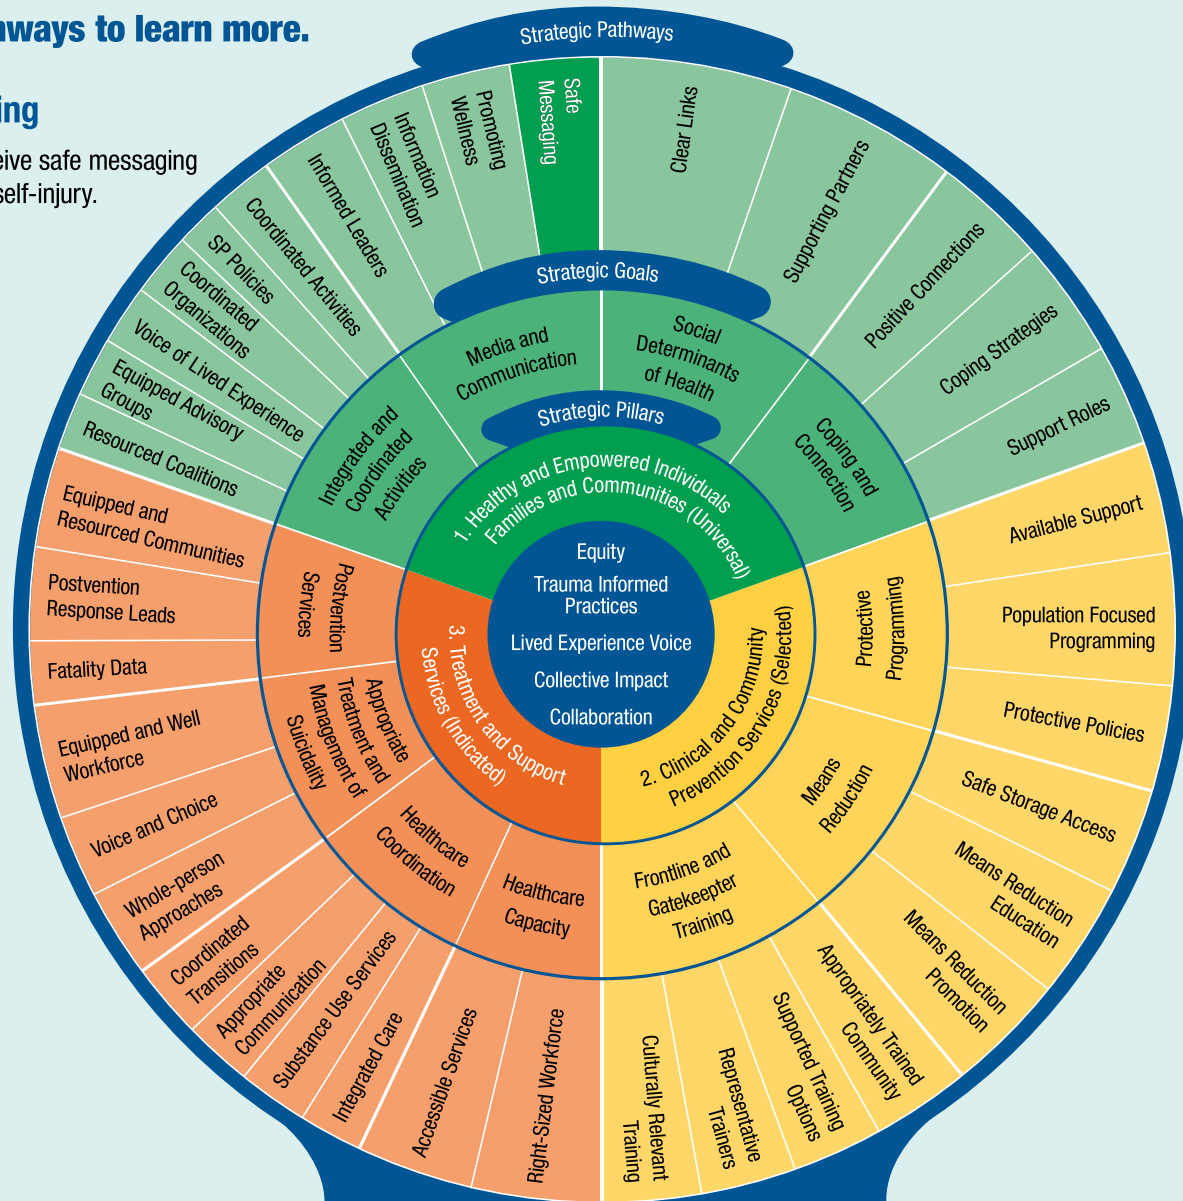 ways to learn more.
ing
eive safe messaging
self-injury.
Strategic Pathways
Safe
Messaging
Clear Links
Supporting Partners
Positive Connections
Coping Strategies
Support Roles
Available Support
Population Focused
Programming
Protective Policies
Safe Storage Access
Means Reduction
Education
Means Reduction
Promotion
Appropriately Trained
Community
Supported Training
Options
Representative
Trainers
Culturally Relevant
Training
Right-Sized Workforce
Accessible Services
Integrated Care
Substance Use Services
Appropriate
Communication
Coordinated
Transitions
Whole-person
Approaches
Voice and Choice
Equipped and Well
Workforce
Fatality Data
Postvention
Response Leads
Equipped and
Resourced Communities
Resourced Coalitions
Equipped Advisory
Groups
Voice of Lived Experience
Coordinated
Organizations
SP Policies
Coordinated Activities
Informed Leaders
Information
Dissemination
Promoting
Wellness
Strategic Goals
Media and
Communication
Social
Determinants
of Health
Coping and
Connection
Protective
Programming
Means
Reduction
Frontline and
Gatekeeper
Training
Healthcare
Capacity
Healthcare
Coordination
Appropriate
Treatment and
Management of
Suicidality
Postvention
Services
Integrated and
Coordinated
Activities
Strategic Pillars
1. Healthy and Empowered Individuals
Families and Communities (Universal)
2. Clinical and Community
Prevention Services (Selected)
3. Treatment and Support
Services (Indicated)
Equity
Trauma Informed
Practices
Lived Experience Voice
Collective Impact
Collaboration